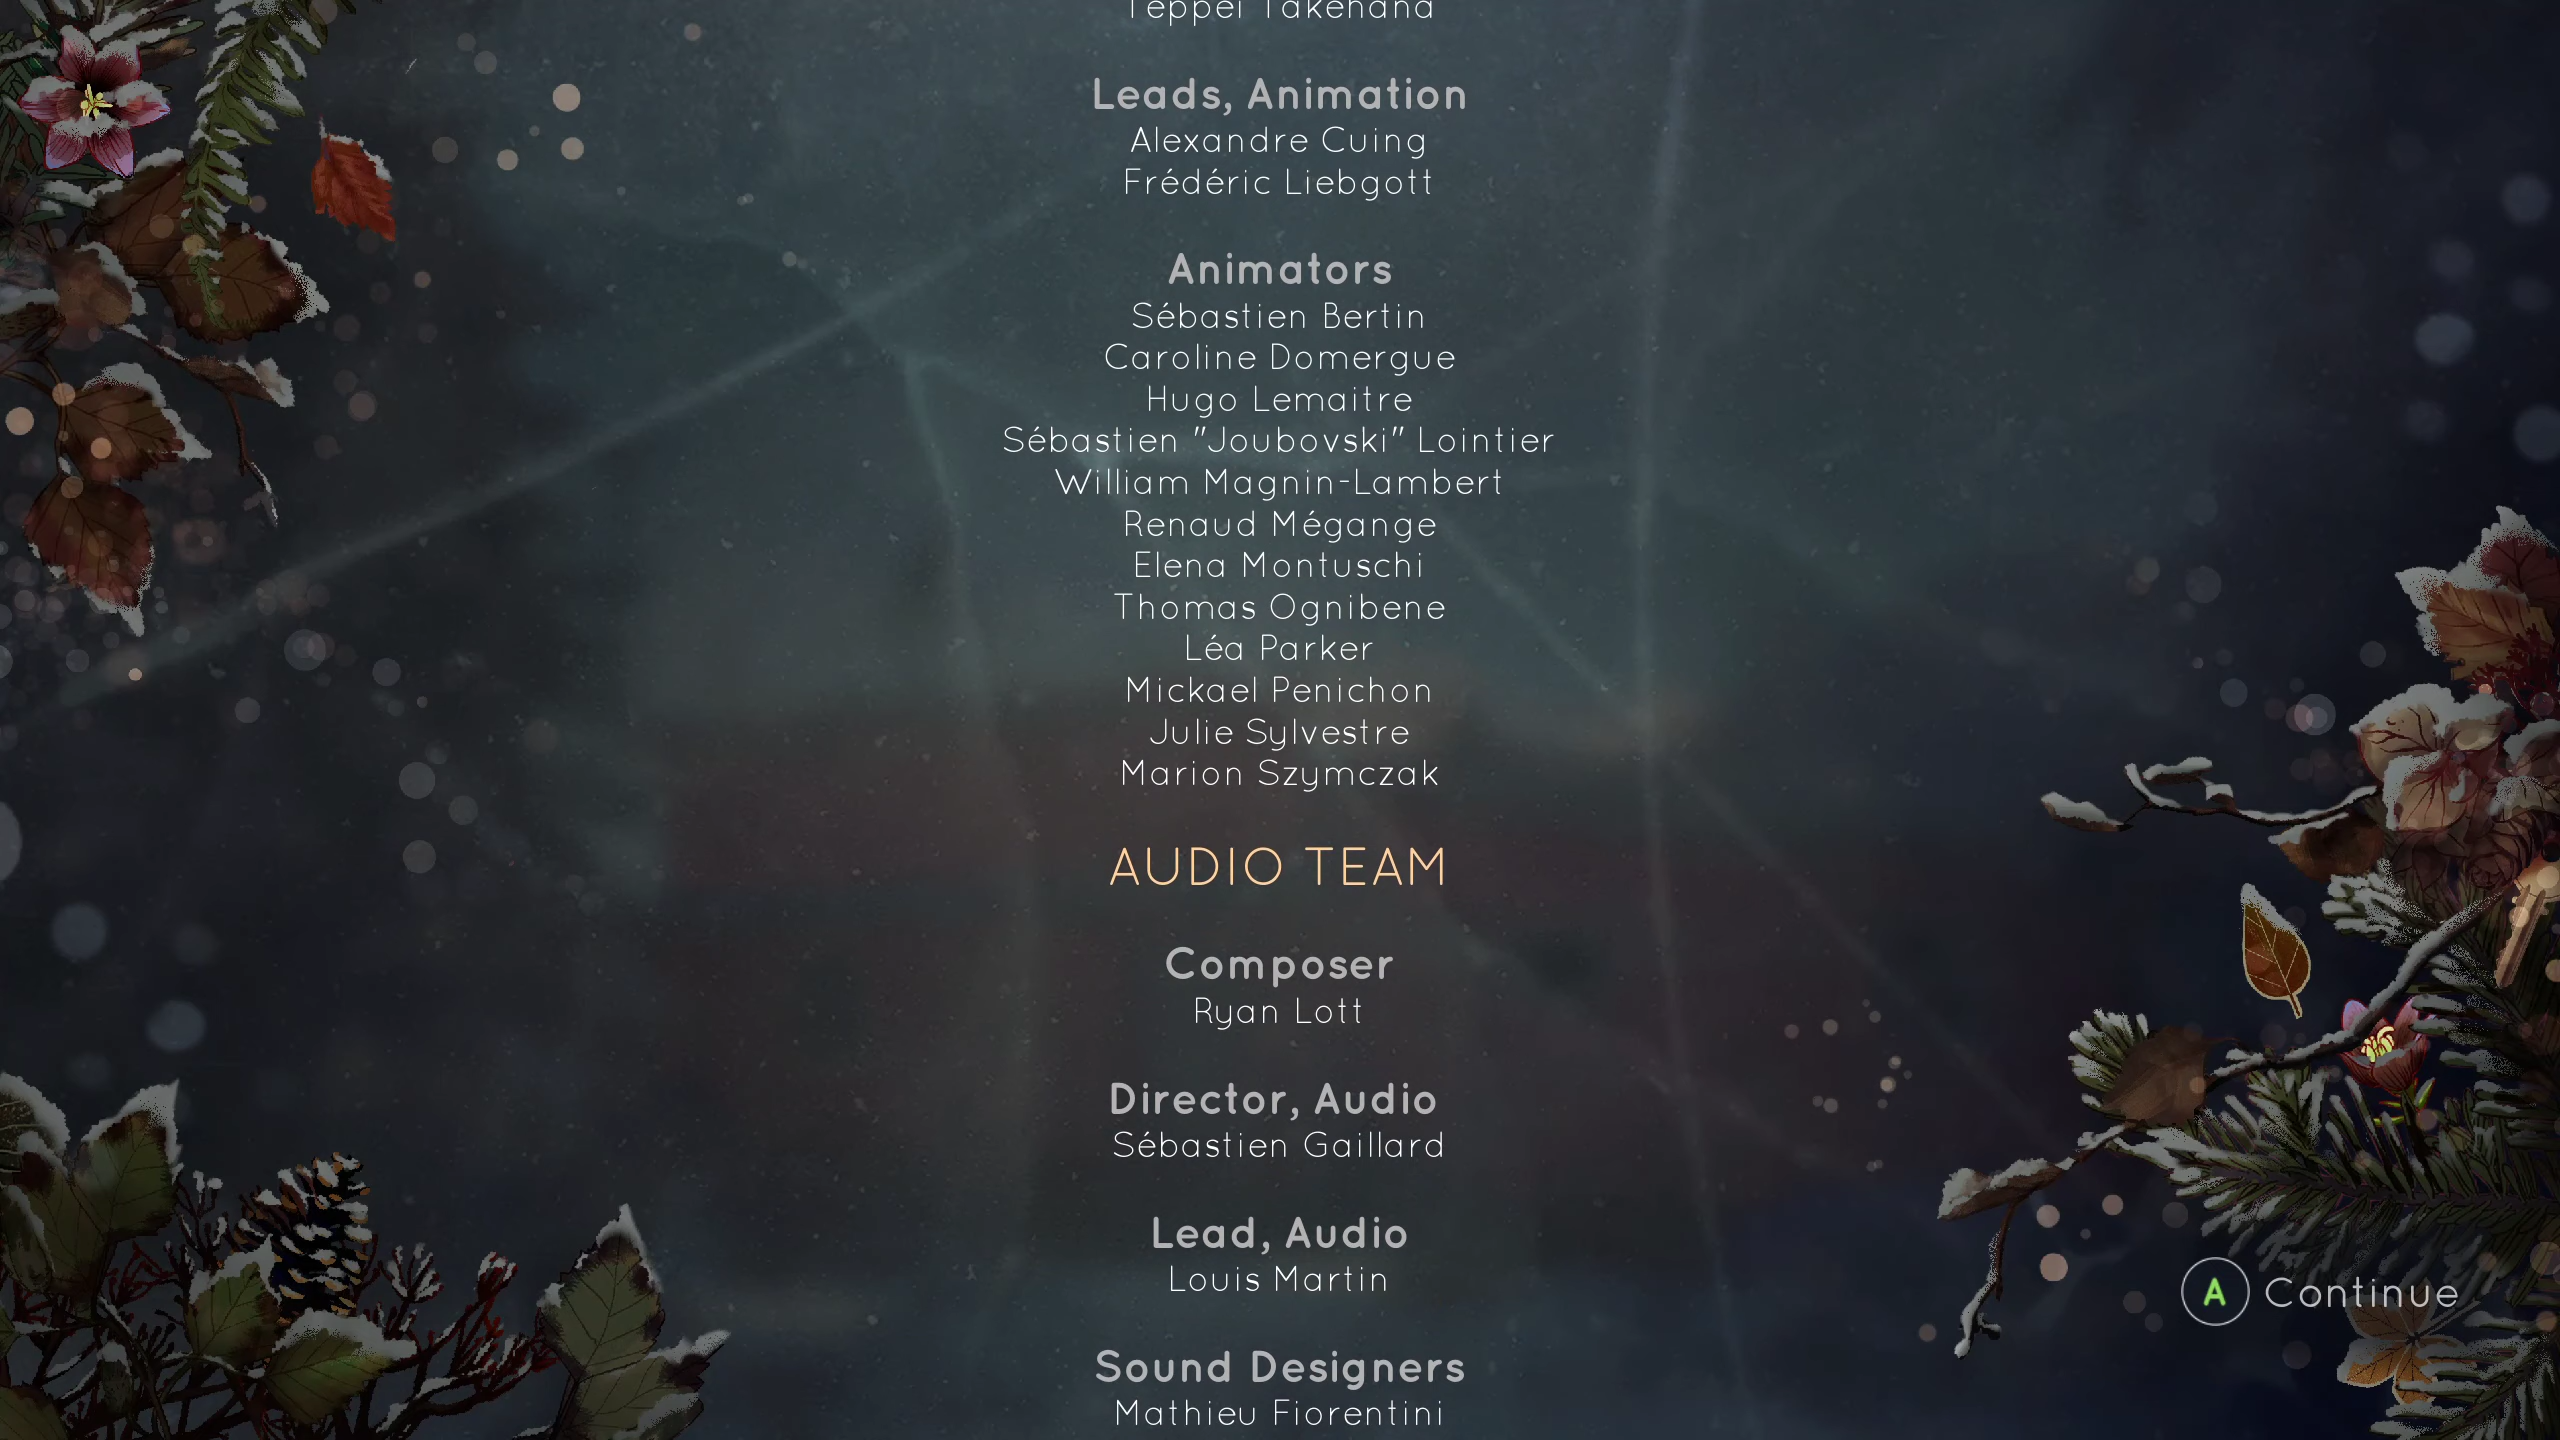 Teppei Takehana
Leads, Animation
Alexandre Cuing
Frédéric Liebgott
Animators
Sébastien Bertin
Caroline Domergue
Hugo Lemaitre
Sébastien "Joubovski" Lointier
William Magnin-Lambert
Renaud Mégange
Elena Montuschi
Thomas Ognibene
Léa Parker
Mickael Penichon
Julie Sylvestre
Marion Szymczak
AUDIO TEAM
Composer
Ryan Lott
Director, Audio
Sébastien Gaillard
Lead, Audio
Louis Martin
A Continue
Sound Designers
Mathieu Fiorentini